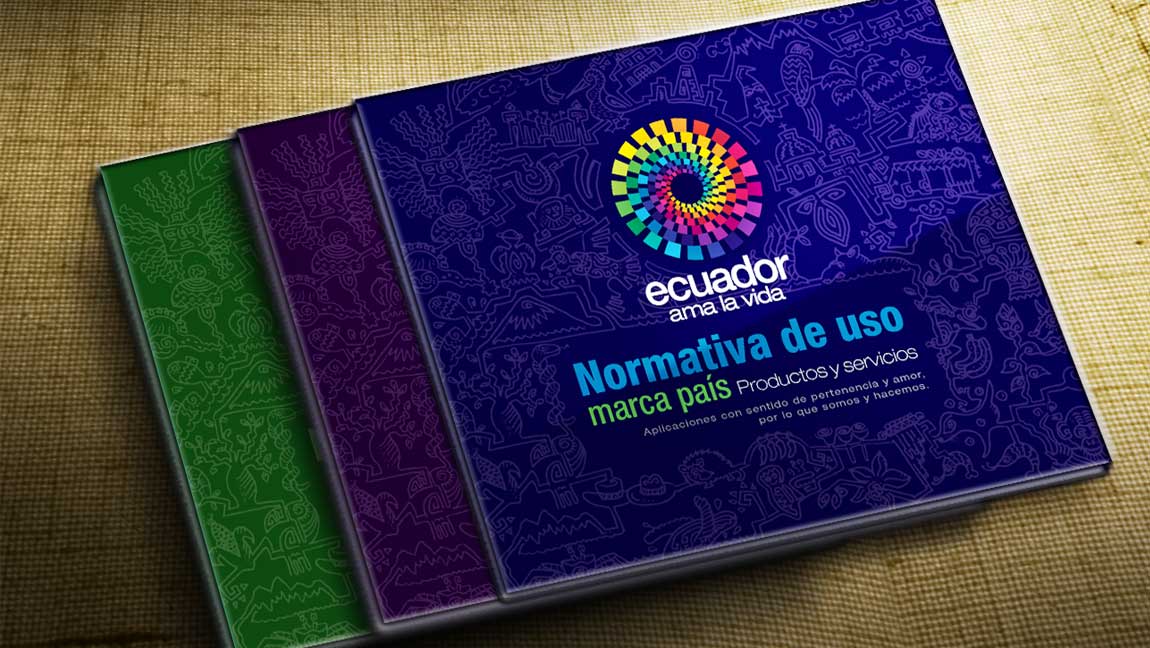 ecuador
ama la vida
Normativa de uso
marca país Productos y servicios
Aplicaciones con sentido de pertenencia y amor,
por lo que somos y hacemos.